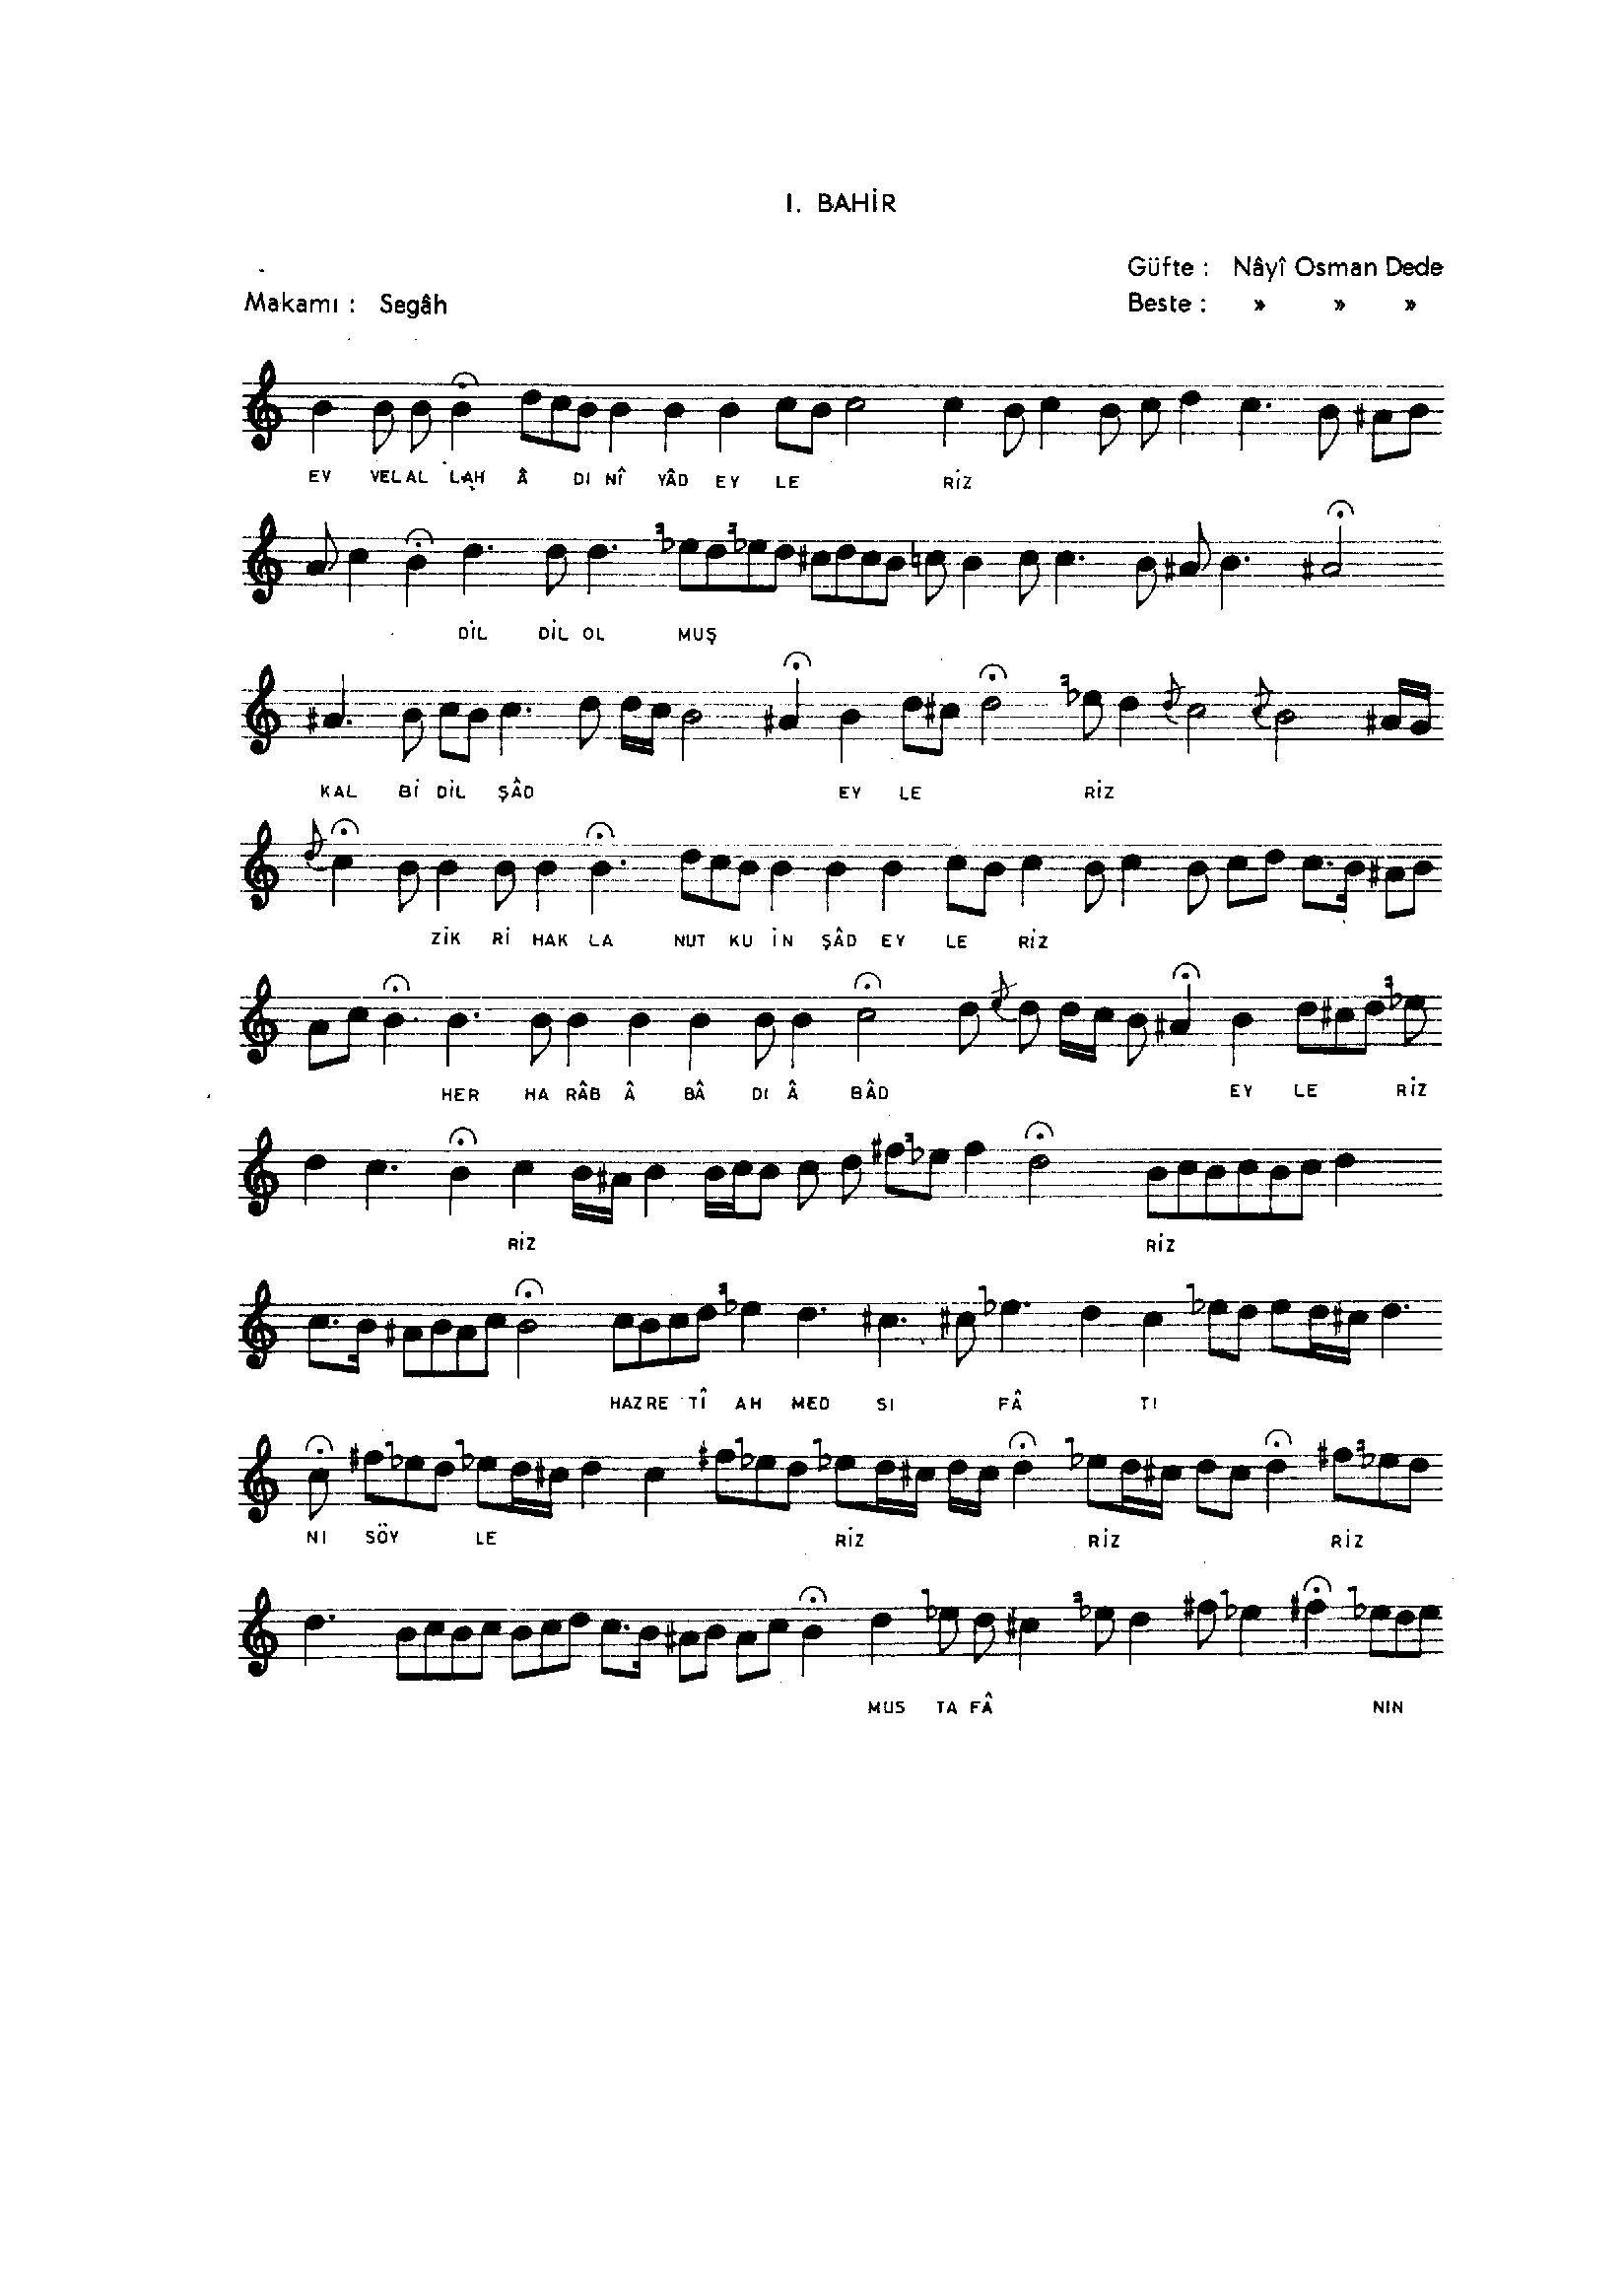 I. BAHİR
Güfte : Nâyî Osman Dede
Makamı : Segâh
Beste : » » »
EY VEL AL LAH Â DI NÎ YÂD EY LE RİZ
DİL DİL OL MUŞ
KAL Bİ DİL ŞÂD EY LE RİZ
ZİK Rİ HAK LA NUT KU İN ŞÂD EY LE RİZ
HER HA RÂB Â BÂ DI Â BÂD EY LE RİZ
RİZ RİZ
HAZ RE TÎ AH MED SI FÂ TI
NI SÖY LE RİZ RİZ RİZ
MUS TA FÂ NIN